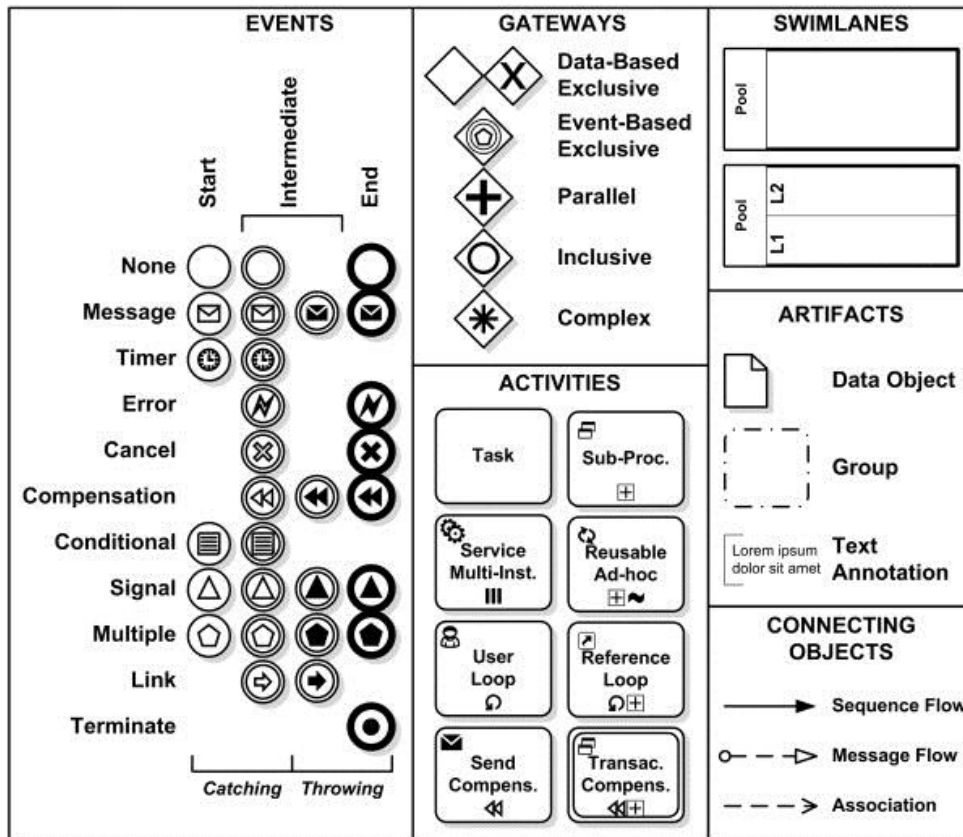 EVENTS
Start
Intermediate
End
None
Message
Timer
Error
Cancel
Compensation
Conditional
Signal
Multiple
Link
Terminate
Catching Throwing
GATEWAYS
Data-Based
Exclusive
Event-Based
Exclusive
Parallel
Inclusive
Complex
ACTIVITIES
Task
Sub-Proc.
Service
Multi-Inst.
Reusable
Ad-hoc
User
Loop
Reference
Loop
Send
Compens.
Transac.
Compens.
SWIMLANES
Pool
Pool
L2
L1
ARTIFACTS
Data Object
Group
Lorem ipsum
dolor sit amet
Text
Annotation
CONNECTING
OBJECTS
Sequence Flow
Message Flow
Association